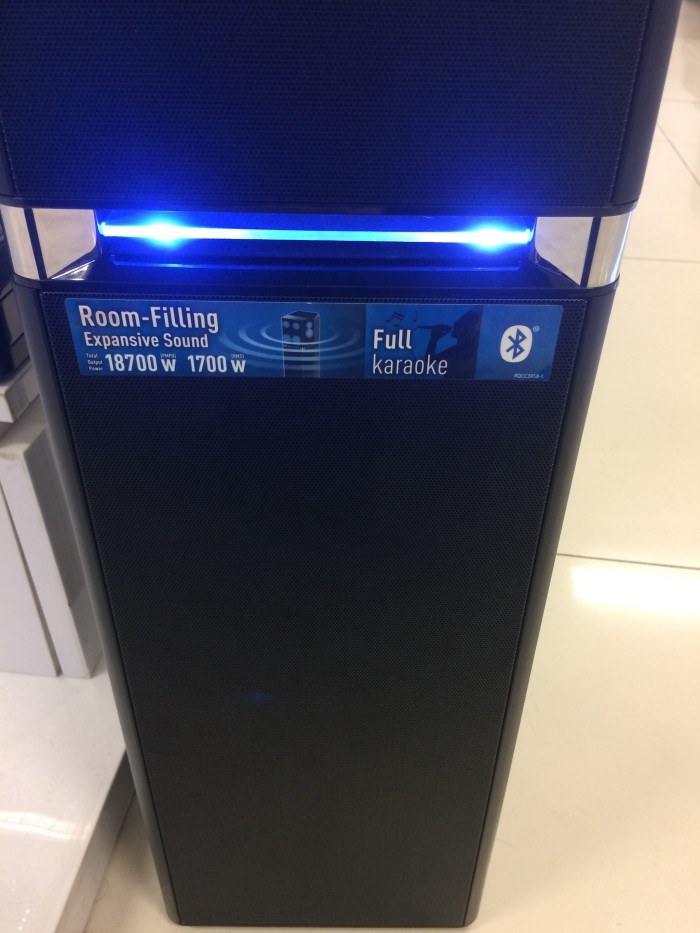 Room-Filling
Expansive Sound
Total Output Power 18700 W (PMPO) 1700 W (RMS)
Full
karaoke